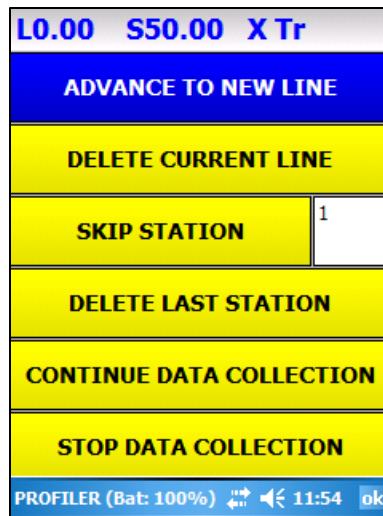 L0.00 S50.00 X Tr
ADVANCE TO NEW LINE
DELETE CURRENT LINE
SKIP STATION 1
DELETE LAST STATION
CONTINUE DATA COLLECTION
STOP DATA COLLECTION
PROFILER (Bat: 100%) 11:54 ok